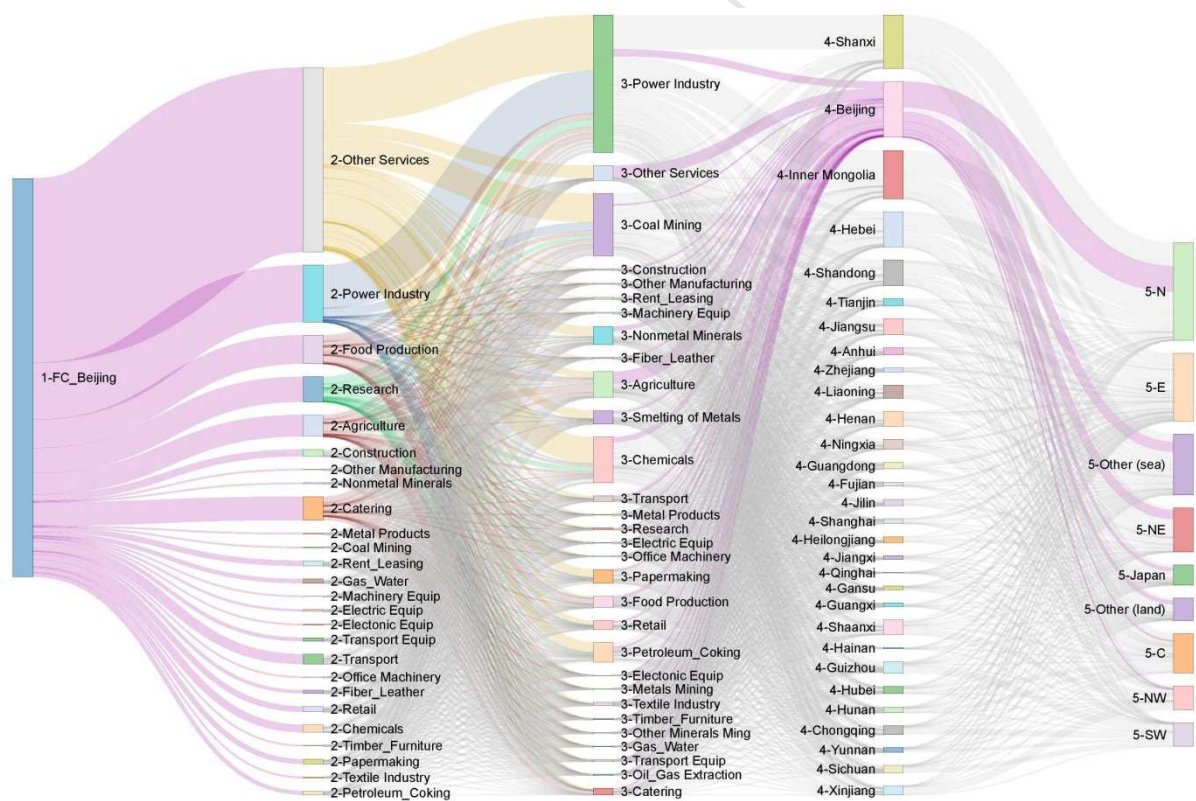 1-FC_Beijing
2-Other Services
2-Power Industry
2-Food Production
2-Research
2-Agriculture
2-Construction
2-Other Manufacturing
2-Nonmetal Minerals
2-Catering
2-Metal Products
2-Coal Mining
2-Rent_Leasing
2-Gas_Water
2-Machinery Equip
2-Electric Equip
2-Electonic Equip
2-Transport Equip
2-Transport
2-Office Machinery
2-Fiber_Leather
2-Retail
2-Chemicals
2-Timber_Furniture
2-Papermaking
2-Textile Industry
2-Petroleum_Coking
3-Power Industry
3-Other Services
3-Coal Mining
3-Construction
3-Other Manufacturing
3-Rent_Leasing
3-Machinery Equip
3-Nonmetal Minerals
3-Fiber_Leather
3-Agriculture
3-Smelting of Metals
3-Chemicals
3-Transport
3-Metal Products
3-Research
3-Electric Equip
3-Office Machinery
3-Papermaking
3-Food Production
3-Retail
3-Petroleum_Coking
3-Electonic Equip
3-Metals Mining
3-Textile Industry
3-Timber_Furniture
3-Other Minerals Ming
3-Gas_Water
3-Transport Equip
3-Oil_Gas Extraction
3-Catering
4-Shanxi
4-Beijing
4-Inner Mongolia
4-Hebei
4-Shandong
4-Tianjin
4-Jiangsu
4-Anhui
4-Zhejiang
4-Liaoning
4-Henan
4-Ningxia
4-Guangdong
4-Fujian
4-Jilin
4-Shanghai
4-Heilongjiang
4-Jiangxi
4-Qinghai
4-Gansu
4-Guangxi
4-Shaanxi
4-Hainan
4-Guizhou
4-Hubei
4-Hunan
4-Chongqing
4-Yunnan
4-Sichuan
4-Xinjiang
5-N
5-E
5-Other (sea)
5-NE
5-Japan
5-Other (land)
5-C
5-NW
5-SW